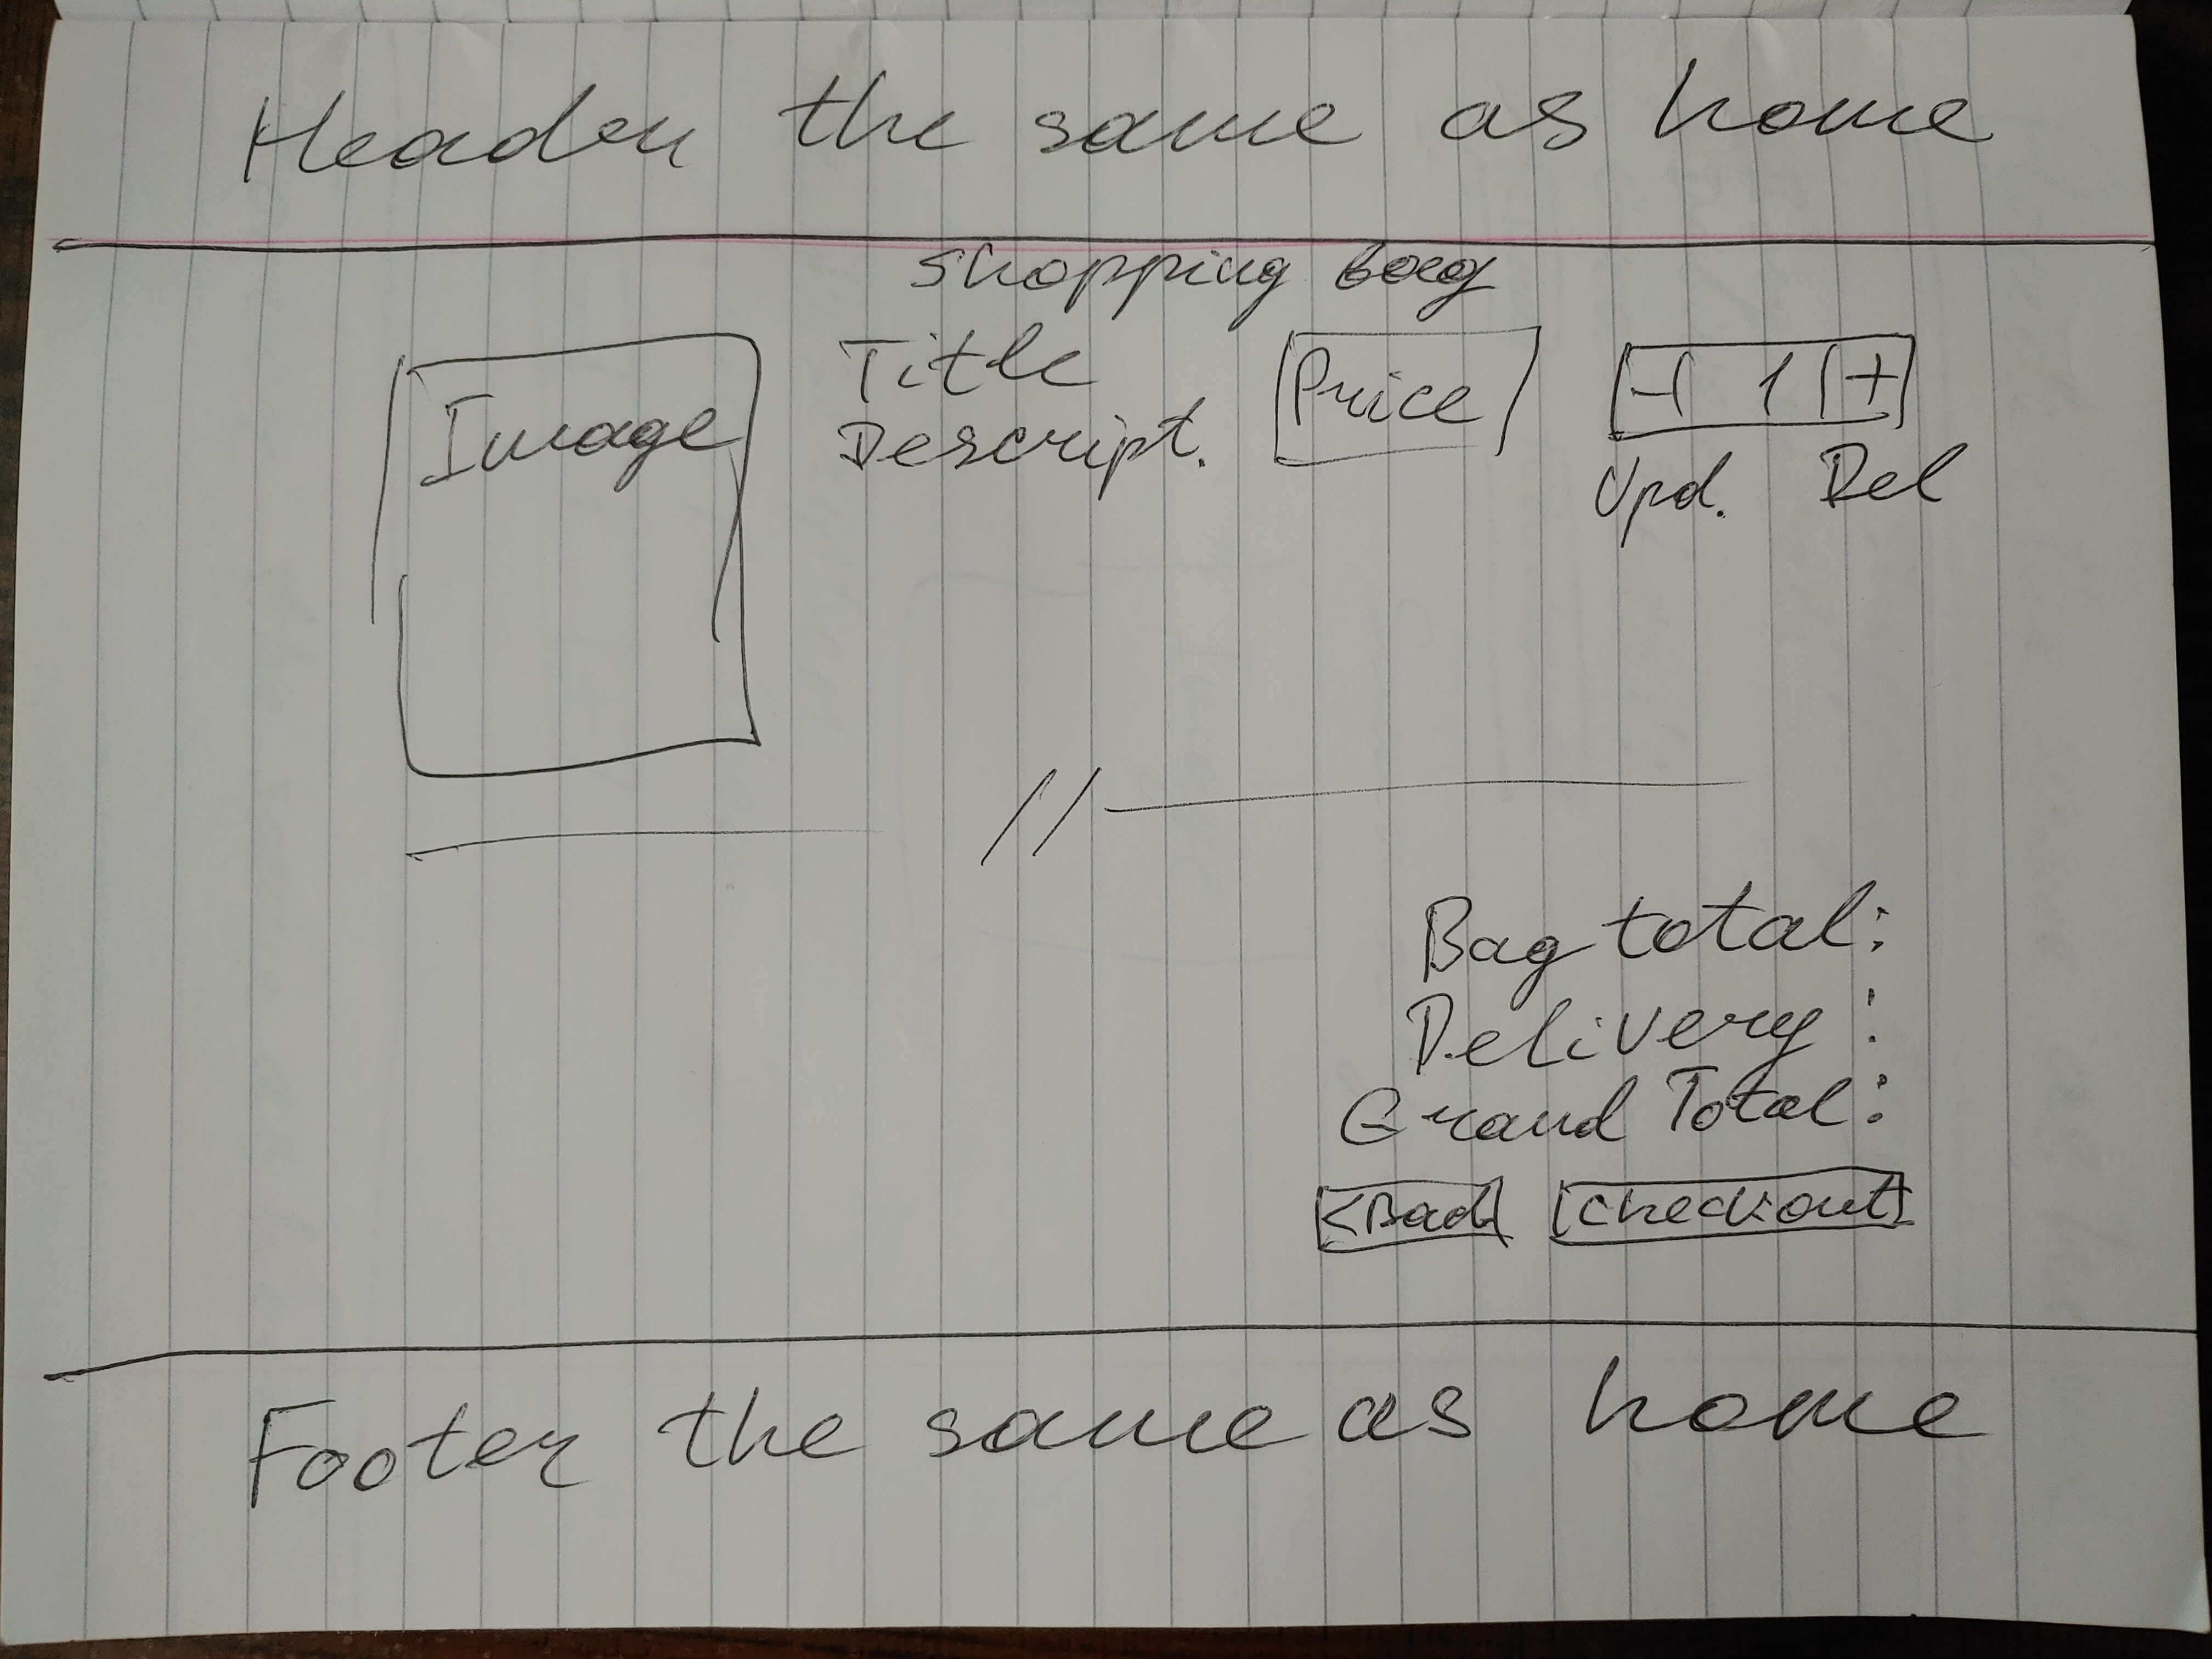 Header the same as home
Shopping bag
Image
Title
Descript.
Price
- 1 +
Upd. Del
//
Bag total:
Delivery:
Grand Total:
<Back
Checkout
Footer the same as home